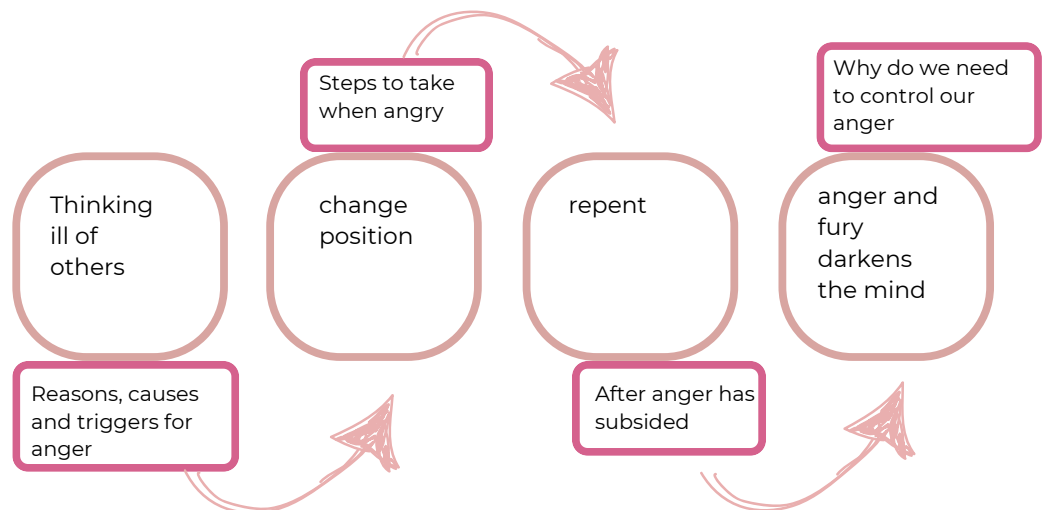 Thinking
ill of
others
Reasons, causes
and triggers for
anger
Steps to take
when angry
change
position
repent
After anger has
subsided
Why do we need
to control our
anger
anger and
fury
darkens
the mind